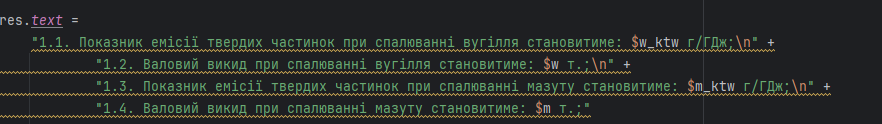 res.text =
"1.1. Показник емісії твердих частинок при спалюванні вугілля становитиме: $w_ktw г/ГДж;\n" +
"1.2. Валовий викид при спалюванні вугілля становитиме: $w т.;\n" +
"1.3. Показник емісії твердих частинок при спалюванні мазуту становитиме: $m_ktw г/ГДж;\n" +
"1.4. Валовий викид при спалюванні мазуту становитиме: $m т.;"